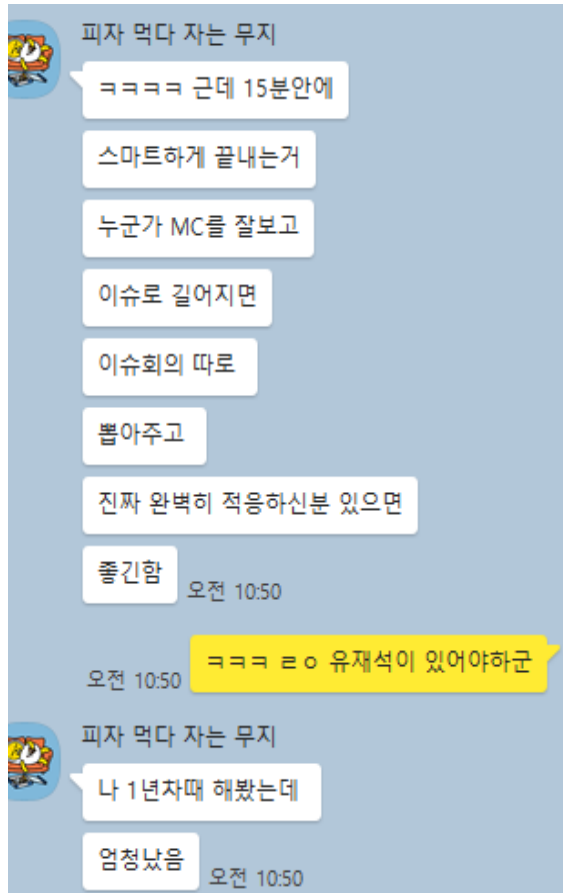 피자 먹다 자는 무지
ㅋㅋㅋㅋ 근데 15분안에
스마트하게 끝내는거
누군가 MC를 잘보고
이슈로 길어지면
이슈회의 따로
뽑아주고
진짜 완벽히 적응하신분 있으면
좋긴함
오전 10:50
ㅋㅋㅋ ㄹㅇ 유재석이 있어야하군
오전 10:50
피자 먹다 자는 무지
나 1년차때 해봤는데
엄청났음
오전 10:50